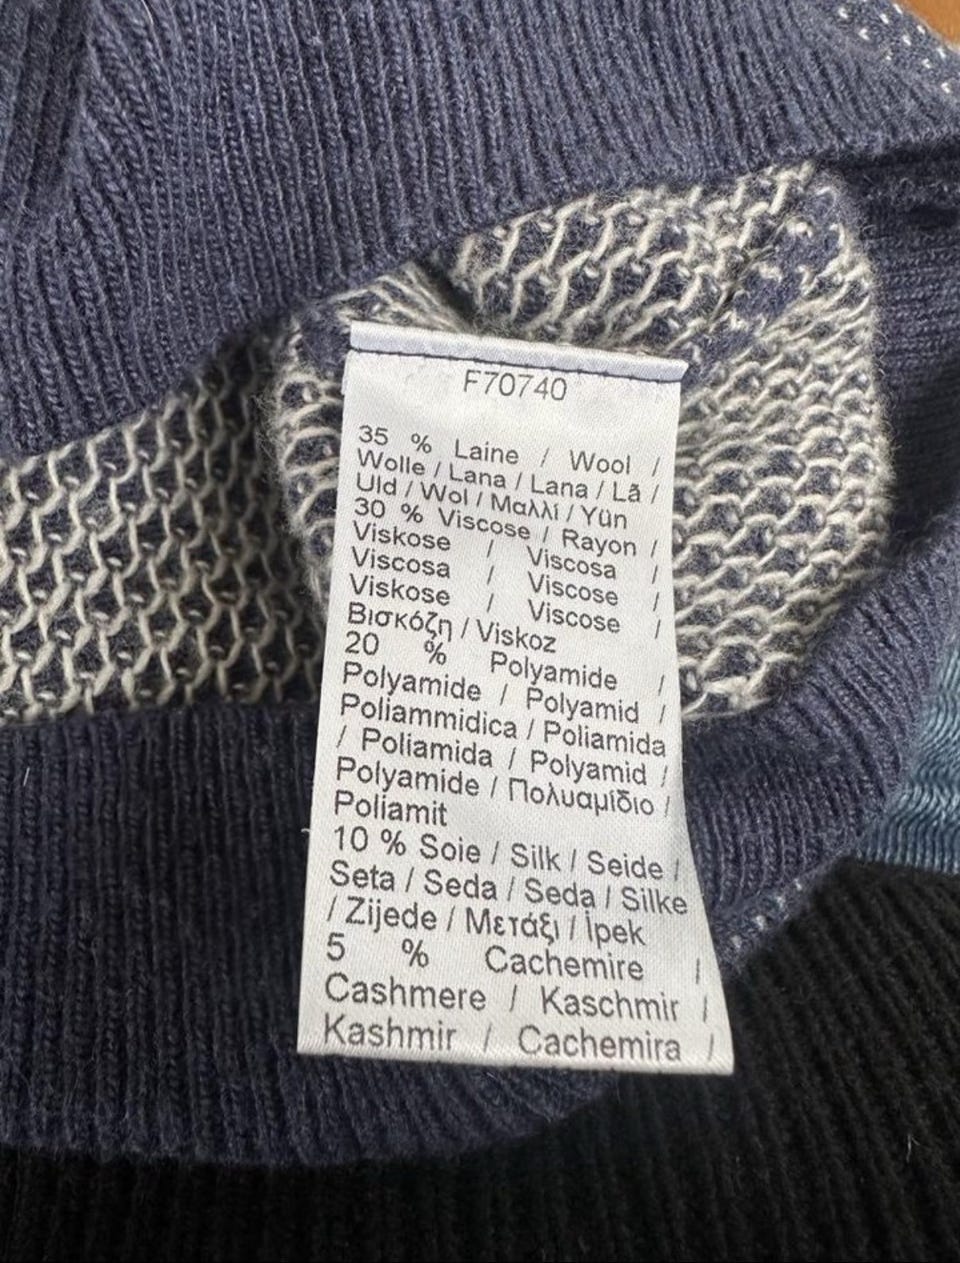 F70740
35 % Laine / Wool /
Wolle / Lana / Lana / Lã /
Uld / Wol / Μαλλί / Yün
30 % Viscose / Rayon /
Viskose / Viscosa /
Viscosa / Viscose /
Viskose / Viscose /
Βισκόζη / Viskoz
20 % Polyamide /
Polyamide / Polyamid /
Poliammidica / Poliamida
/ Poliamida / Polyamid /
Polyamide / Πολυαμίδιο /
Poliamit
10 % Soie / Silk / Seide /
Seta / Seda / Seda / Silke
/ Zijede / Μετάξι / İpek
5 % Cachemire /
Cashmere / Kaschmir /
Kashmir / Cachemira /